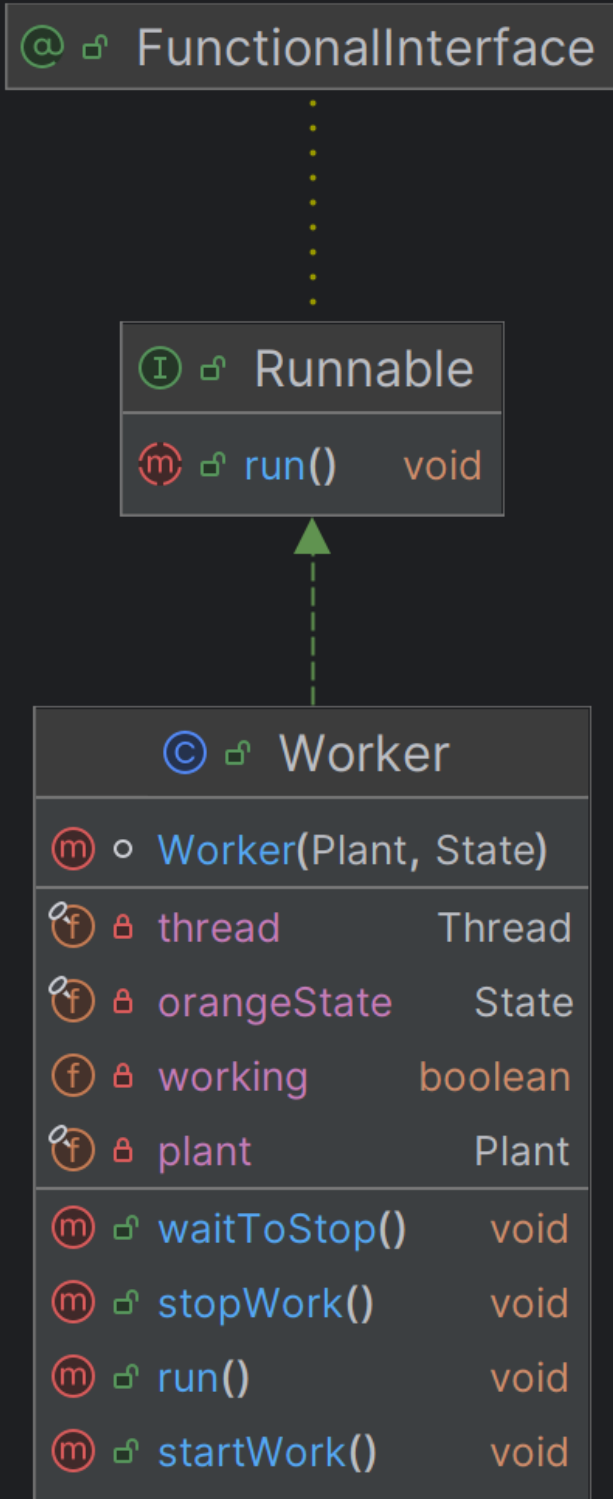 @ FunctionalInterface
I Runnable
m run() void
C Worker
m Worker(Plant, State)
f thread Thread
f orangeState State
f working boolean
f plant Plant
m waitToStop() void
m stopWork() void
m run() void
m startWork() void